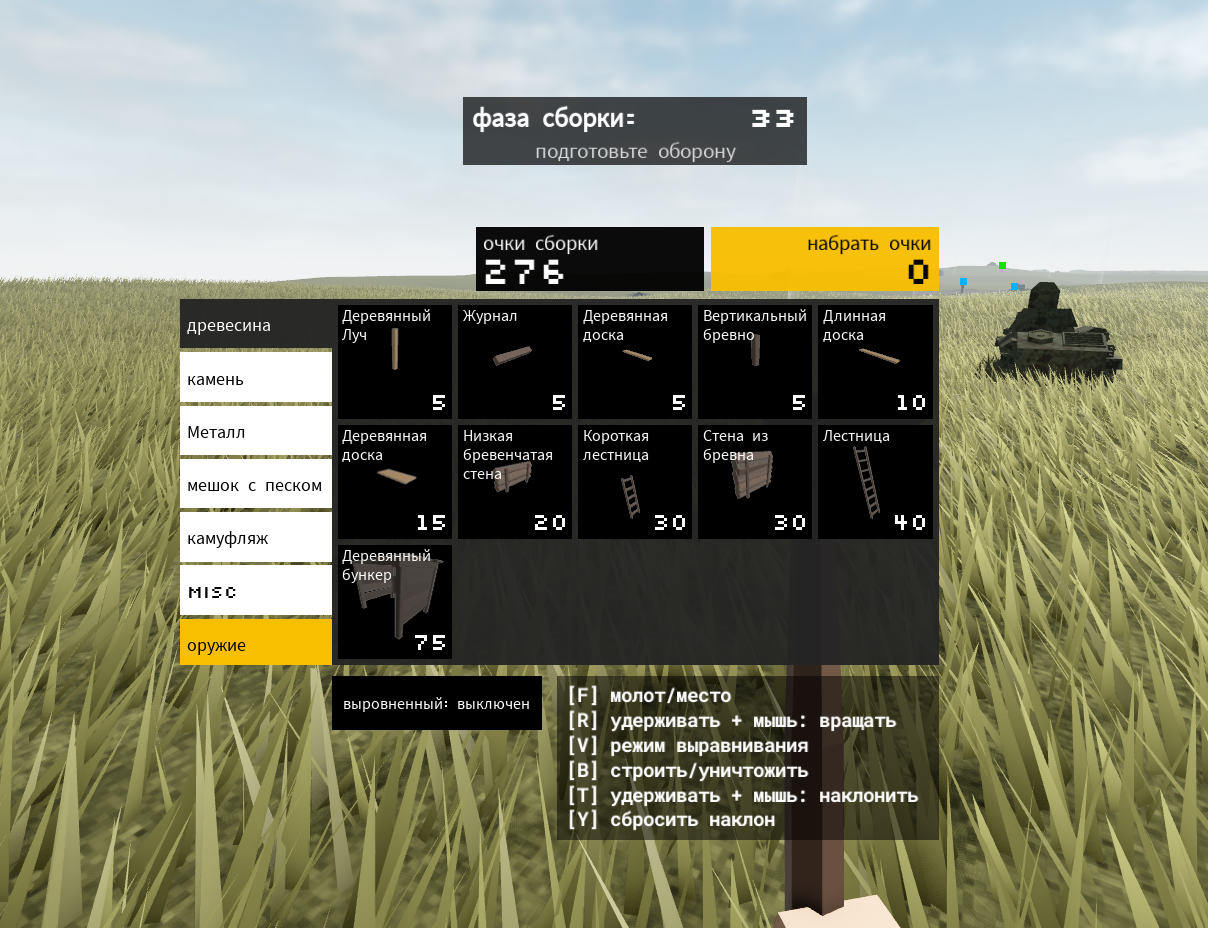 фаза сборки: 33
подготовьте оборону
очки сборки
276
набрать очки
0
древесина
камень
Металл
мешок с песком
камуфляж
MISC
оружие
Деревянный
Луч
5
Журнал
5
Деревянная
доска
5
Вертикальный
бревно
5
Длинная
доска
10
Деревянная
доска
15
Низкая
бревенчатая
стена
20
Короткая
лестница
30
Стена из
бревна
30
Лестница
40
Деревянный
бункер
75
выровненный: выключен
[F] молот/место
[R] удерживать + мышь: вращать
[V] режим выравнивания
[B] строить/уничтожить
[T] удерживать + мышь: наклонить
[Y] сбросить наклон